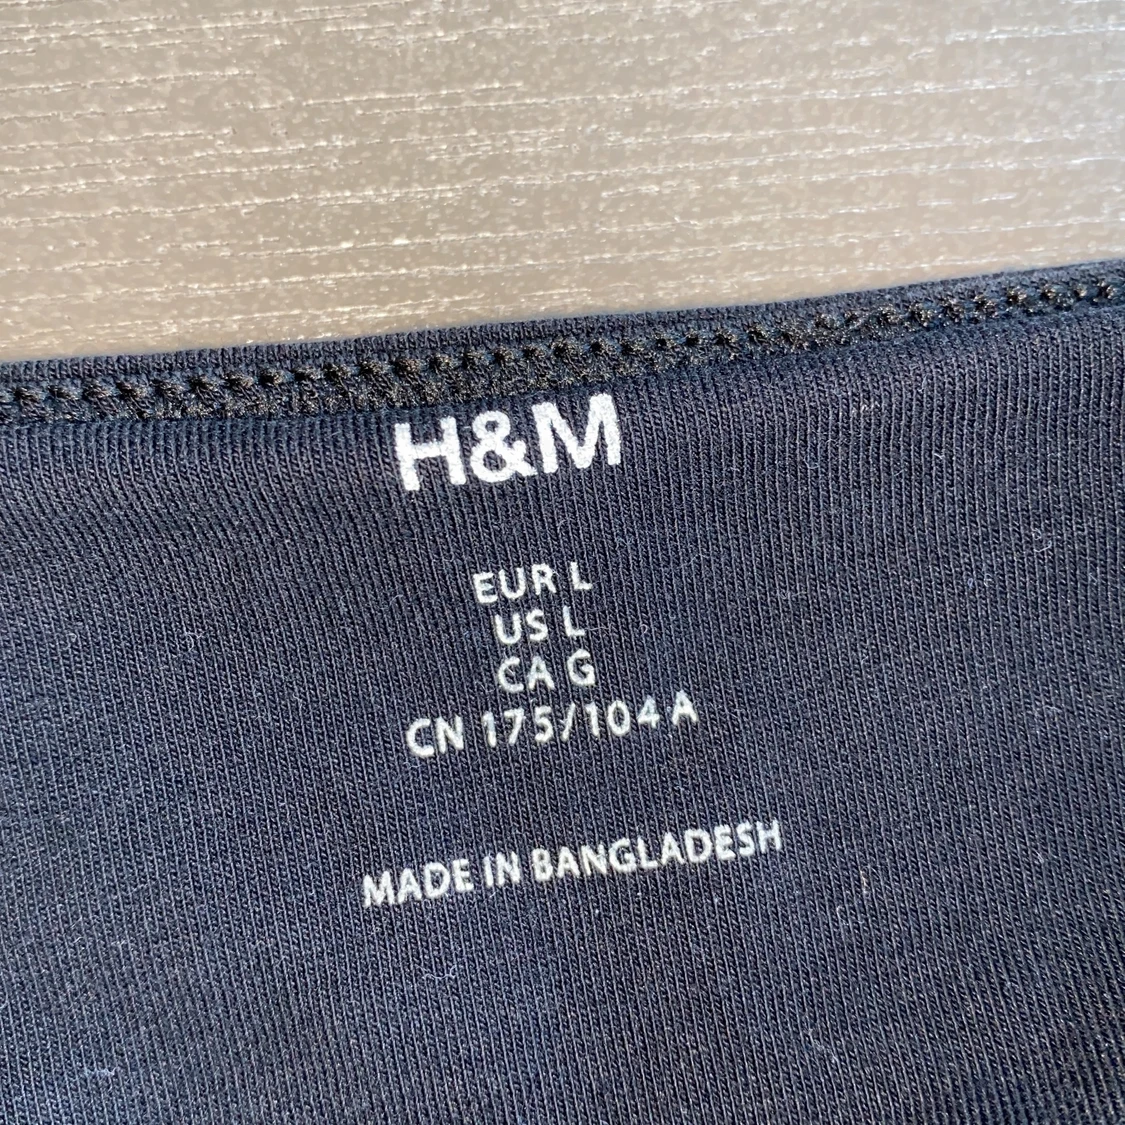 H&M
EUR L
US L
CA G
CN 175/104A
MADE IN BANGLADESH